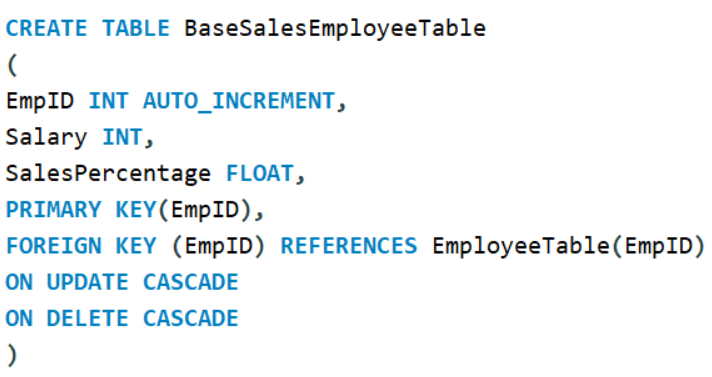 CREATE TABLE BaseSalesEmployeeTable
(
EmpID INT AUTO_INCREMENT,
Salary INT,
SalesPercentage FLOAT,
PRIMARY KEY(EmpID),
FOREIGN KEY (EmpID) REFERENCES EmployeeTable(EmpID)
ON UPDATE CASCADE
ON DELETE CASCADE
)